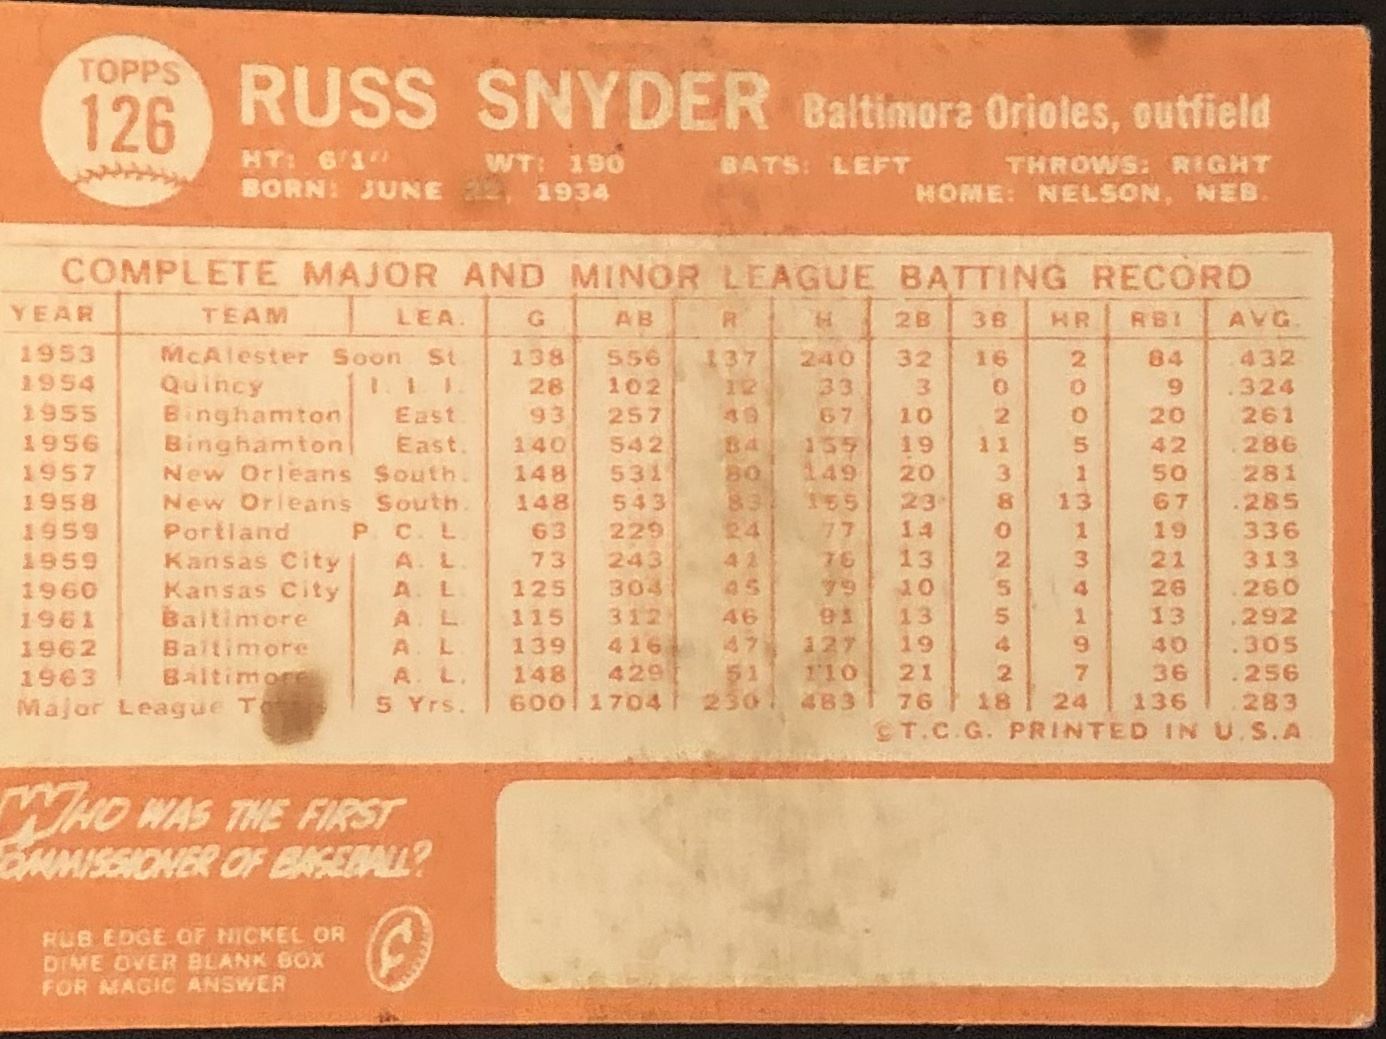 TOPPS
126
RUSS SNYDER Baltimore Orioles, outfield
HT: 6'1" WT: 190 BATS: LEFT THROWS: RIGHT
BORN: JUNE , 1934 HOME: NELSON, NEB.
COMPLETE MAJOR AND MINOR LEAGUE BATTING RECORD
YEAR TEAM LEA. G AB R H 2B 3B HR RBI AVG.
1953 McAlester Soon St. 138 556 137 240 32 16 2 84 .432
1954 Quincy I. I. I. 28 102 12 33 3 0 0 9 .324
1955 Binghamton East. 93 257 49 67 10 2 0 20 .261
1956 Binghamton East. 140 542 84 155 19 11 5 42 .286
1957 New Orleans South. 148 531 80 149 20 3 1 50 .281
1958 New Orleans South. 148 543 155 23 8 13 67 .285
1959 Portland P. C. L. 63 229 24 77 14 0 1 19 .336
1959 Kansas City A. L. 73 243 41 76 13 2 3 21 .313
1960 Kansas City A. L. 125 304 45 79 10 5 4 26 .260
1961 Baltimore A. L. 115 312 46 91 13 5 1 13 .292
1962 Baltimore A. L. 139 416 47 127 19 4 9 40 .305
1963 Baltimore A. L. 148 429 51 110 21 2 7 36 .256
Major League Totals 5 Yrs. 600 1704 230 483 76 18 24 136 .283
©T.C.G. PRINTED IN U.S.A.
WHO WAS THE FIRST
COMMISSIONER OF BASEBALL?
RUB EDGE OF NICKEL OR
DIME OVER BLANK BOX
FOR MAGIC ANSWER
¢